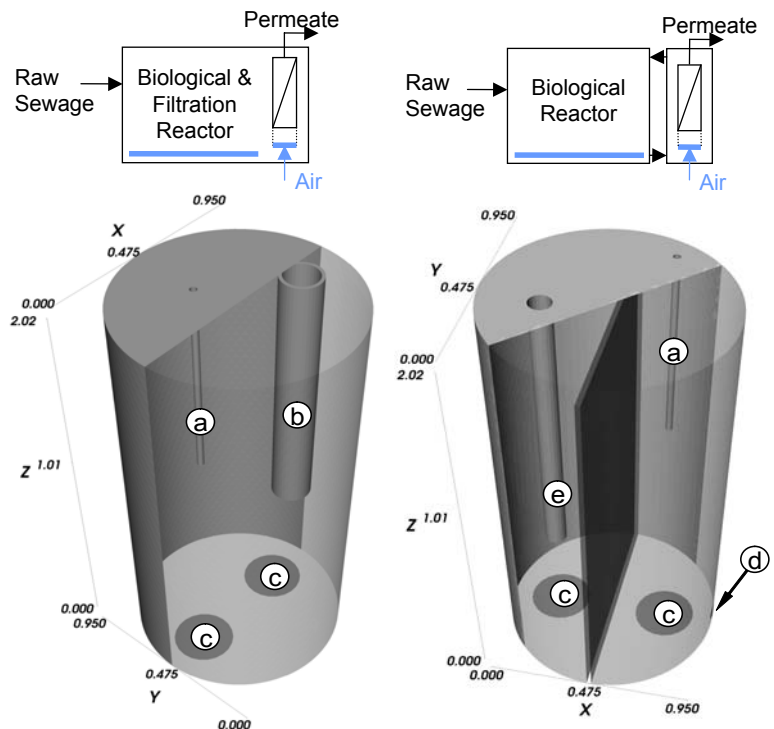 Permeate
Raw
Sewage
Biological &
Filtration
Reactor
Air
Permeate
Raw
Sewage
Biological
Reactor
Air
0.950
X
0.475
0.000
2.02
Z 1.01
0.000
0.950
0.475
Y
0.000
a
b
c
c
0.950
Y
0.475
0.000
2.02
Z 1.01
0.000
0.000
0.475
X
0.950
a
e
d
c
c